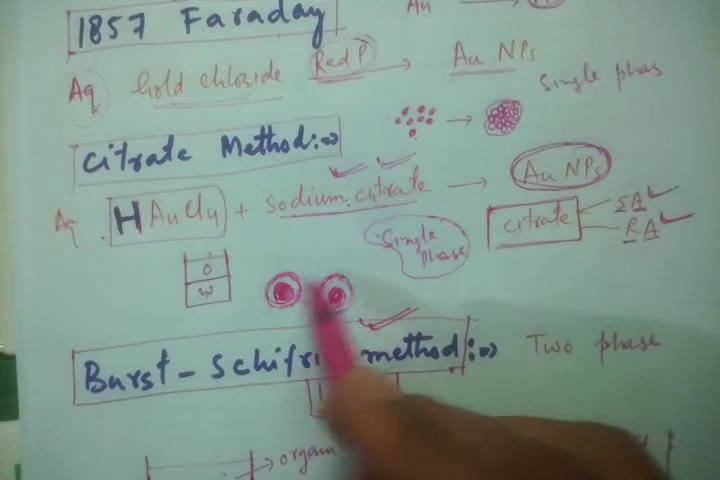 1857 Faraday
Au
Aq Gold chloride Red P → Au NPs
Single phas
Citrate Method:→
Aq. HAuCl4 + Sodium citrate → Au NPs
Citrate
SA
RA
Single phase
O
W
Burst - Schifri method:→ Two phase
→ organ